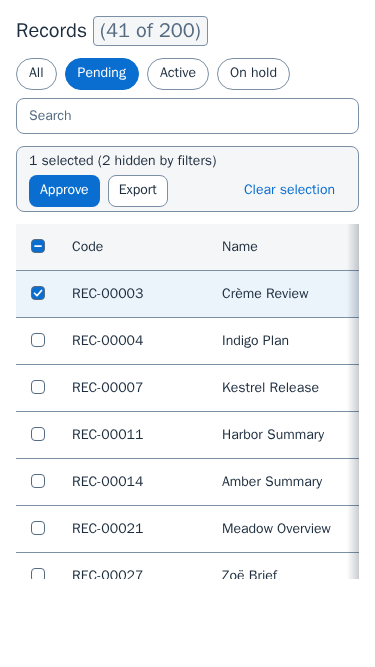 Records (41 of 200)
All Pending Active On hold
Search
1 selected (2 hidden by filters)
Approve Export Clear selection
Code Name
REC-00003 Crème Review
REC-00004 Indigo Plan
REC-00007 Kestrel Release
REC-00011 Harbor Summary
REC-00014 Amber Summary
REC-00021 Meadow Overview
REC-00027 Zoë Brief